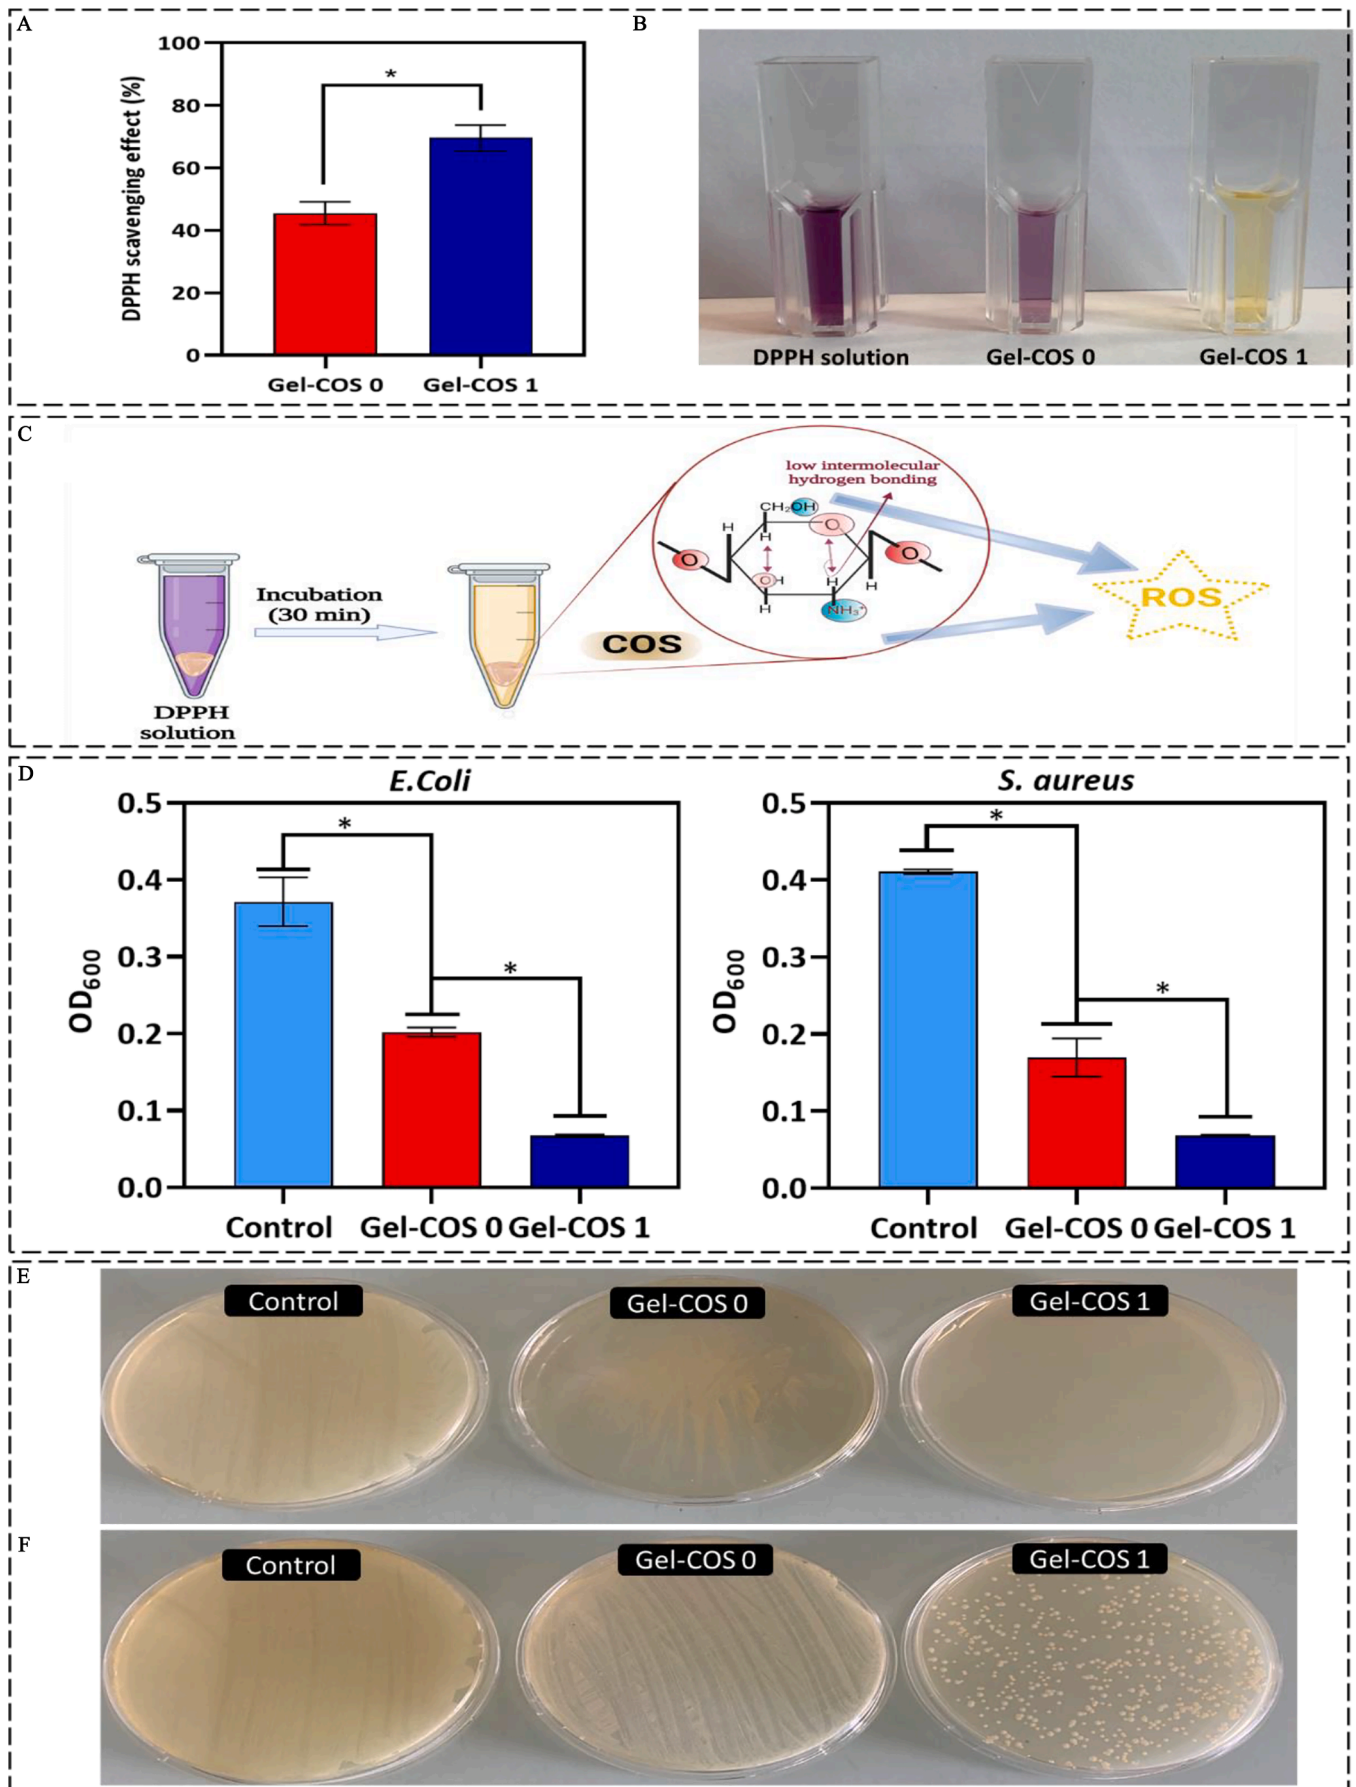 A
100
80
60
40
20
0
DPPH scavenging effect (%)
*
Gel-COS 0
Gel-COS 1
B
DPPH solution
Gel-COS 0
Gel-COS 1
C
DPPH
solution
Incubation
(30 min)
COS
low intermolecular
hydrogen bonding
CH₂OH
O
H
H
O
O
OH
H
H
H
NH₃⁺
ROS
D
E.Coli
0.5
0.4
0.3
0.2
0.1
0.0
OD₆₀₀
*
*
Control
Gel-COS 0
Gel-COS 1
S. aureus
0.5
0.4
0.3
0.2
0.1
0.0
OD₆₀₀
*
*
Control
Gel-COS 0
Gel-COS 1
E
Control
Gel-COS 0
Gel-COS 1
F
Control
Gel-COS 0
Gel-COS 1